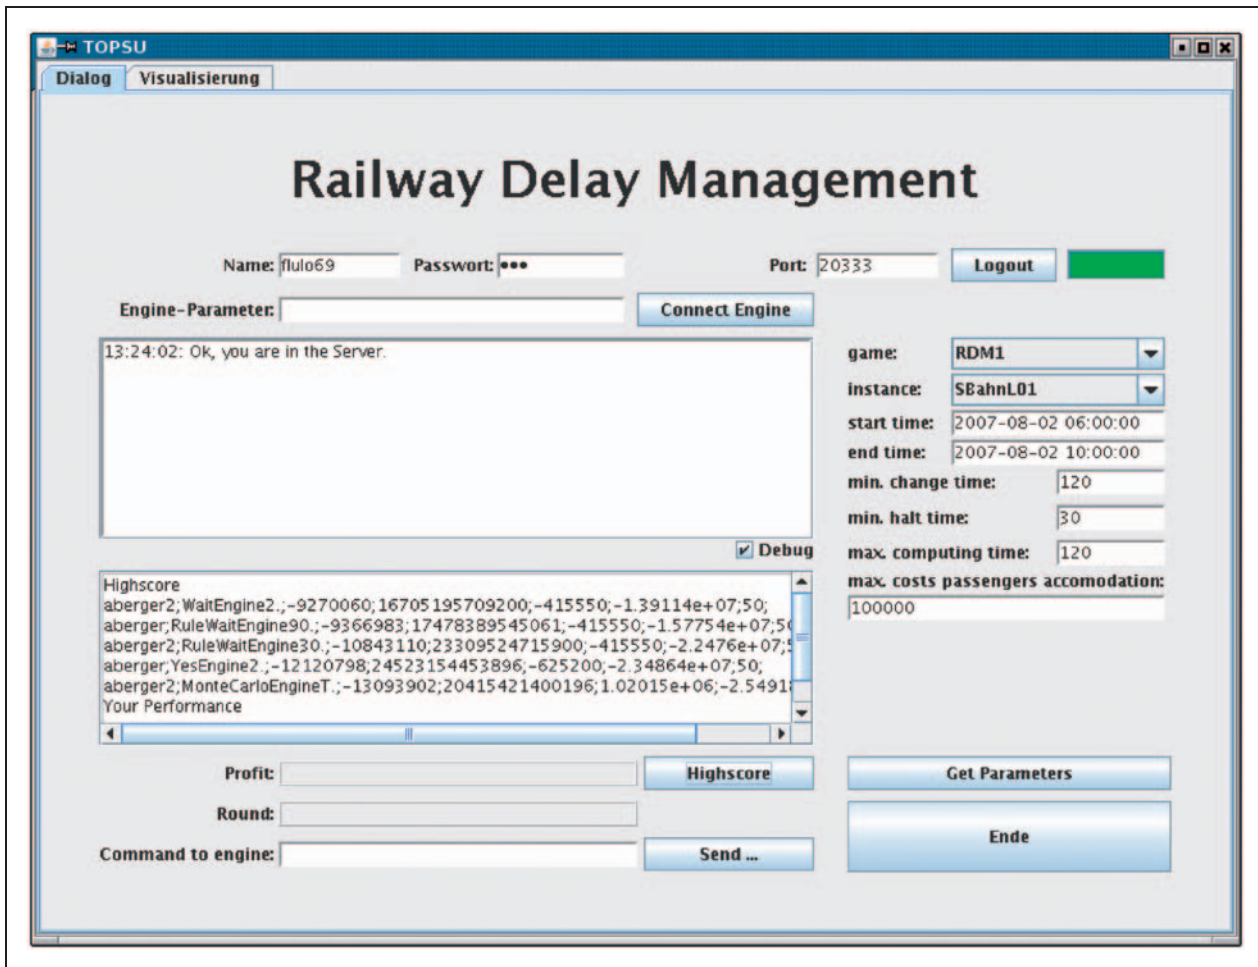 TOPSU
Dialog Visualisierung
Railway Delay Management
Name: flulo69 Passwort: ●●● Port: 20333 Logout
Engine-Parameter: Connect Engine
13:24:02: Ok, you are in the Server.
game: RDM1
instance: SBahnL01
start time: 2007-08-02 06:00:00
end time: 2007-08-02 10:00:00
min. change time: 120
min. halt time: 30
Debug
max. computing time: 120
max. costs passengers accomodation:
100000
Highscore
aberger2;WaitEngine2.;-9270060;16705195709200;-415550;-1.39114e+07;50;
aberger;RuleWaitEngine90.;-9366983;17478389545061;-415550;-1.57754e+07;50
aberger2;RuleWaitEngine30.;-10843110;23309524715900;-415550;-2.2476e+07;5
aberger;YesEngine2.;-12120798;24523154453896;-625200;-2.34864e+07;50;
aberger2;MonteCarloEngineT.;-13093902;20415421400196;1.02015e+06;-2.5491
Your Performance
Profit: Highscore Get Parameters
Round:
Ende
Command to engine: Send ...